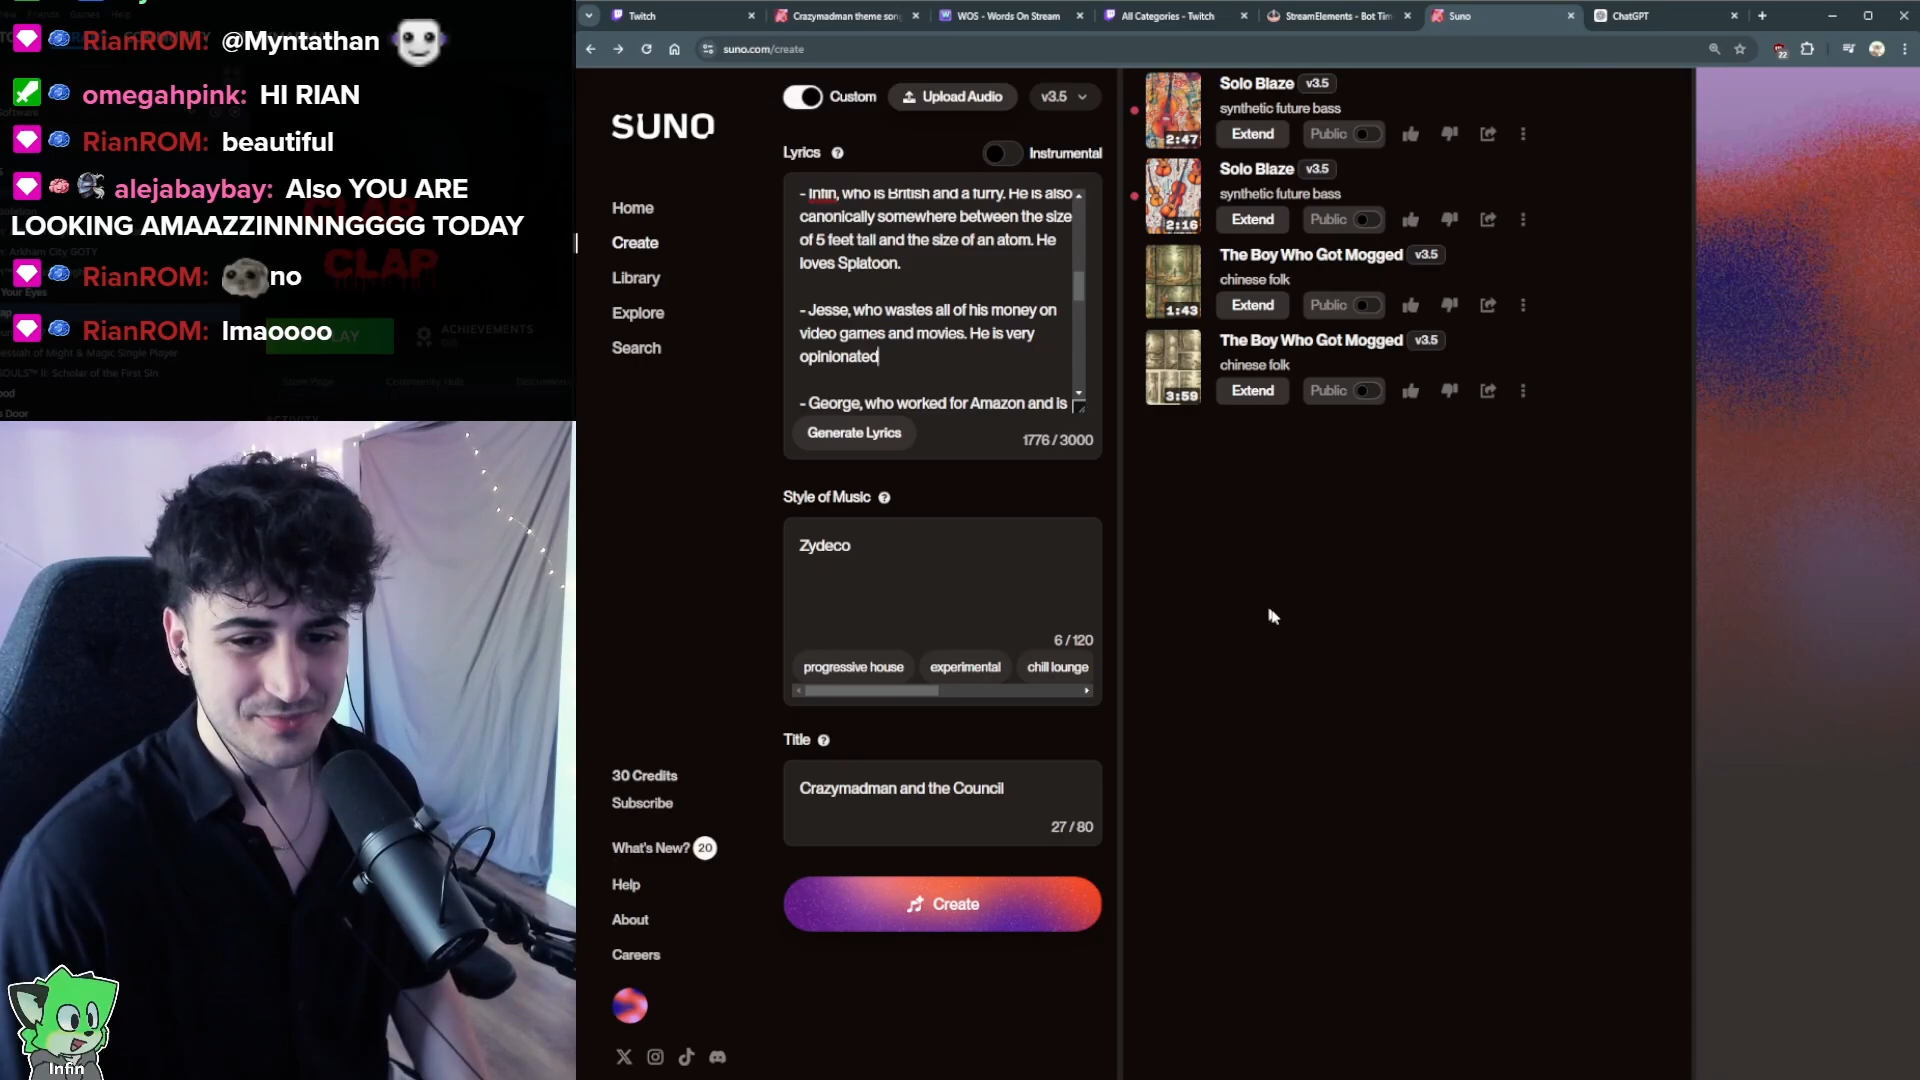 RianROM: @Myntathan
omegahpink: HI RIAN
RianROM: beautiful
alejabaybay: Also YOU ARE
LOOKING AMAAZZINNNNGGGG TODAY
RianROM: no
RianROM: lmaoooo
CLAP
CLAP
ACHIEVEMENTS
Infin
Twitch
Crazymadman theme son
WOS - Words On Stream
All Categories - Twitch
StreamElements - Bot Tim
Suno
ChatGPT
suno.com/create
22
SUNO
Home
Create
Library
Explore
Search
30 Credits
Subscribe
What's New? 20
Help
About
Careers
Custom
Upload Audio
v3.5
Lyrics
Instrumental
- Infin, who is British and a furry. He is also
canonically somewhere between the size
of 5 feet tall and the size of an atom. He
loves Splatoon.
- Jesse, who wastes all of his money on
video games and movies. He is very
opinionated
- George, who worked for Amazon and is
Generate Lyrics
1776 / 3000
Style of Music
Zydeco
6 / 120
progressive house
experimental
chill lounge
Title
Crazymadman and the Council
27 / 80
Create
Solo Blaze v3.5
synthetic future bass
2:47
Extend
Public
Solo Blaze v3.5
synthetic future bass
2:16
Extend
Public
The Boy Who Got Mogged v3.5
chinese folk
1:43
Extend
Public
The Boy Who Got Mogged v3.5
chinese folk
3:59
Extend
Public